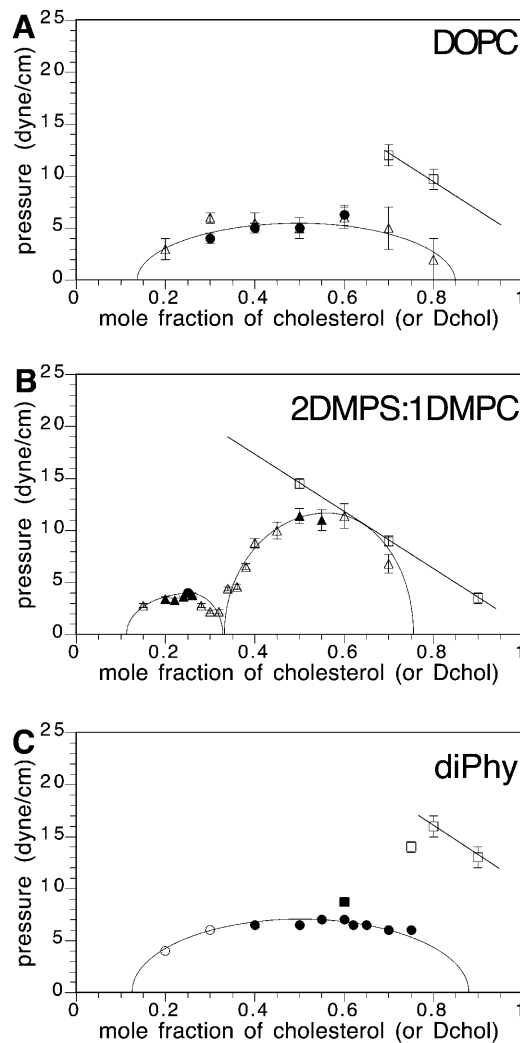 A
DOPC
25
20
15
10
5
0
pressure (dyne/cm)
0 0.2 0.4 0.6 0.8 1
mole fraction of cholesterol (or Dchol)
B
2DMPS:1DMPC
25
20
15
10
5
0
pressure (dyne/cm)
0 0.2 0.4 0.6 0.8 1
mole fraction of cholesterol (or Dchol)
C
diPhy
25
20
15
10
5
0
pressure (dyne/cm)
0 0.2 0.4 0.6 0.8 1
mole fraction of cholesterol (or Dchol)